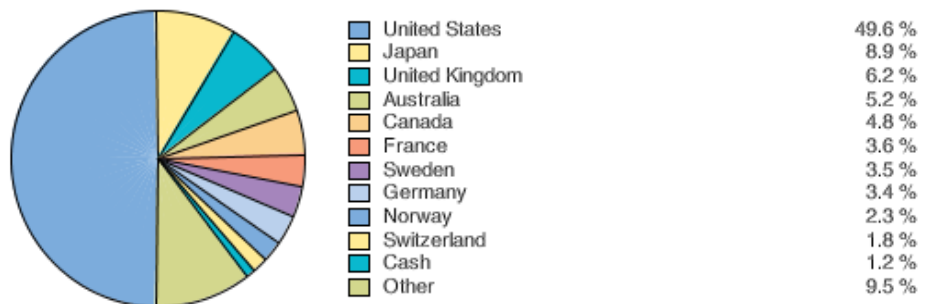 United States 49.6 %
Japan 8.9 %
United Kingdom 6.2 %
Australia 5.2 %
Canada 4.8 %
France 3.6 %
Sweden 3.5 %
Germany 3.4 %
Norway 2.3 %
Switzerland 1.8 %
Cash 1.2 %
Other 9.5 %